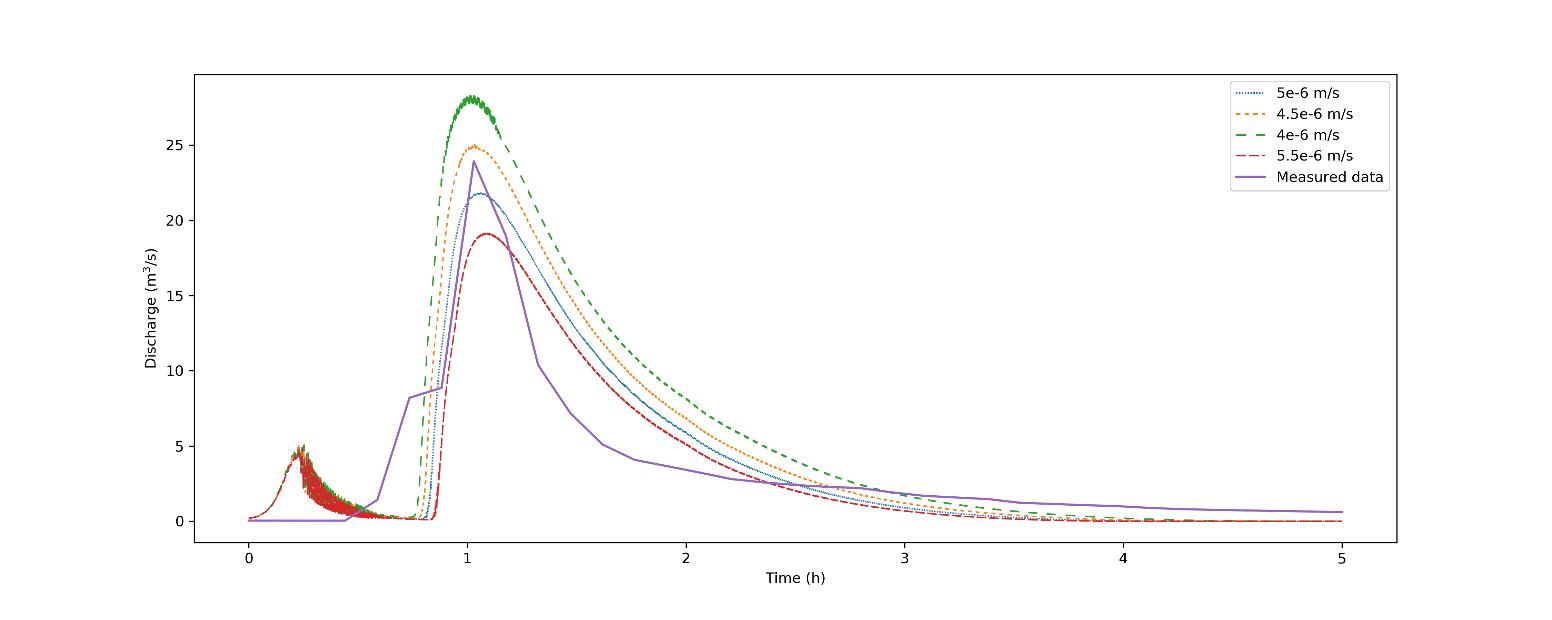 25
20
15
10
5
0
Discharge (m³/s)
0 1 2 3 4 5
Time (h)
5e-6 m/s
4.5e-6 m/s
4e-6 m/s
5.5e-6 m/s
Measured data